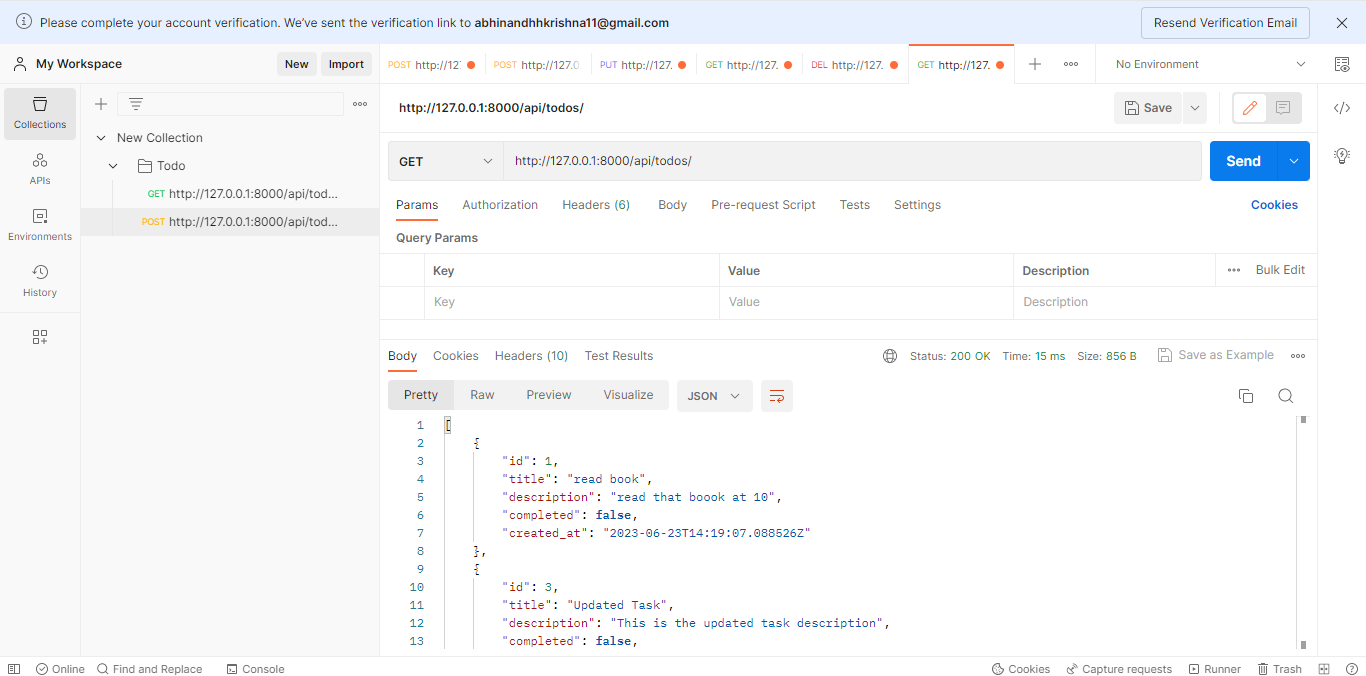 Please complete your account verification. We've sent the verification link to abhinandhhkrishna11@gmail.com
Resend Verification Email
My Workspace
New
Import
POST http://12
POST http://127.0
PUT http://127.
GET http://127.
DEL http://127.
GET http://127.
No Environment
Collections
APIs
Environments
History
New Collection
Todo
GET http://127.0.0.1:8000/api/tod...
POST http://127.0.0.1:8000/api/tod...
http://127.0.0.1:8000/api/todos/
Save
GET
http://127.0.0.1:8000/api/todos/
Send
Params
Authorization
Headers (6)
Body
Pre-request Script
Tests
Settings
Cookies
Query Params
Key
Value
Description
Bulk Edit
Key
Value
Description
Body
Cookies
Headers (10)
Test Results
Status: 200 OK
Time: 15 ms
Size: 856 B
Save as Example
Pretty
Raw
Preview
Visualize
JSON
1 [
2 {
3 "id": 1,
4 "title": "read book",
5 "description": "read that boook at 10",
6 "completed": false,
7 "created_at": "2023-06-23T14:19:07.088526Z"
8 },
9 {
10 "id": 3,
11 "title": "Updated Task",
12 "description": "This is the updated task description",
13 "completed": false,
Online
Find and Replace
Console
Cookies
Capture requests
Runner
Trash